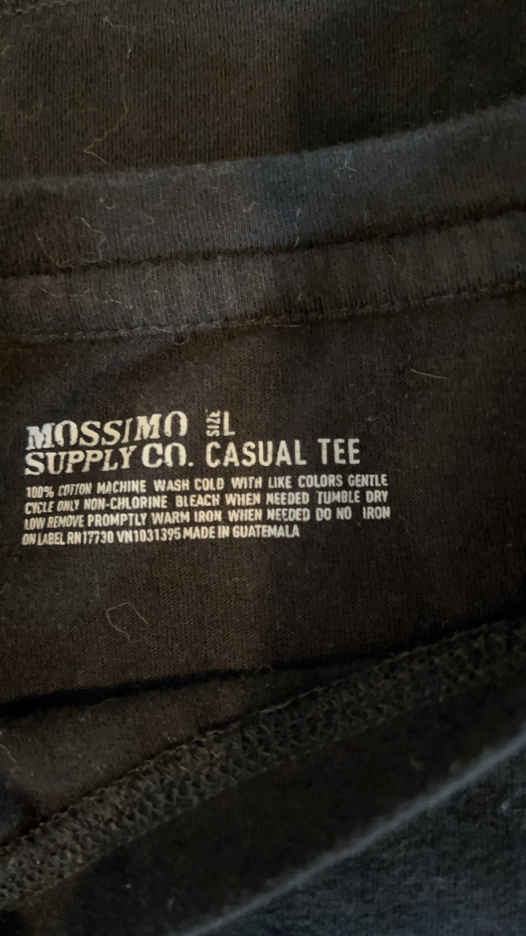 MOSSIMO SIZE L
SUPPLY CO. CASUAL TEE
100% COTTON MACHINE WASH COLD WITH LIKE COLORS GENTLE
CYCLE ONLY NON-CHLORINE BLEACH WHEN NEEDED TUMBLE DRY
LOW REMOVE PROMPTLY WARM IRON WHEN NEEDED DO NO IRON
ON LABEL RN17730 VN1031395 MADE IN GUATEMALA